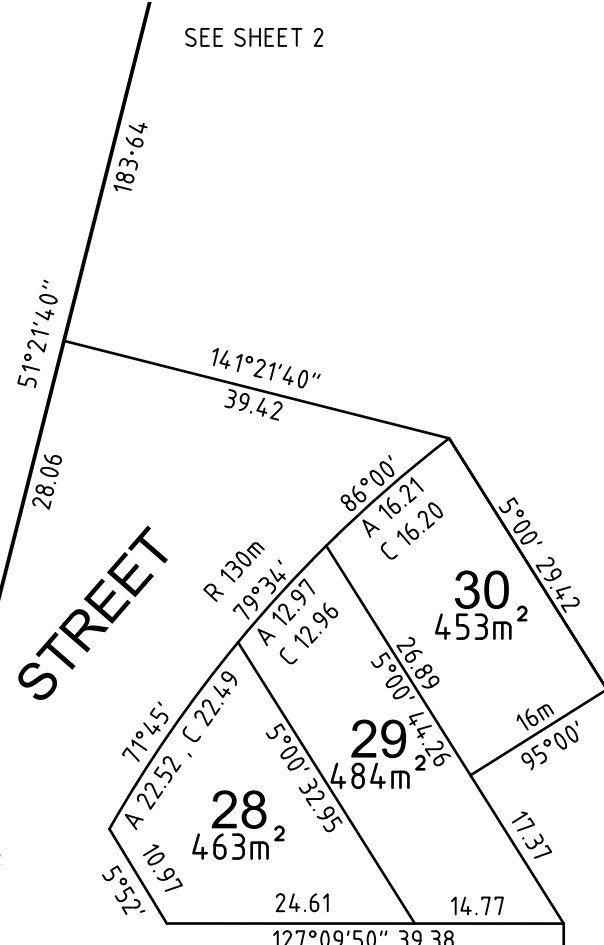 SEE SHEET 2
183·64
51°21'40"
141°21'40"
39.42
28.06
86°00'
A 16.21
C 16.20
5°00' 29.42
R 130m
79°34'
A 12.97
C 12.96
30
453m²
STREET
26.89
5°00' 44.26
16m
95°00'
71°45'
A 22.52 , C 22.49
5°00' 32.95
29
484m²
28
463m²
17.37
10.97
5°52'
24.61
14.77
127°09'50" 39.38